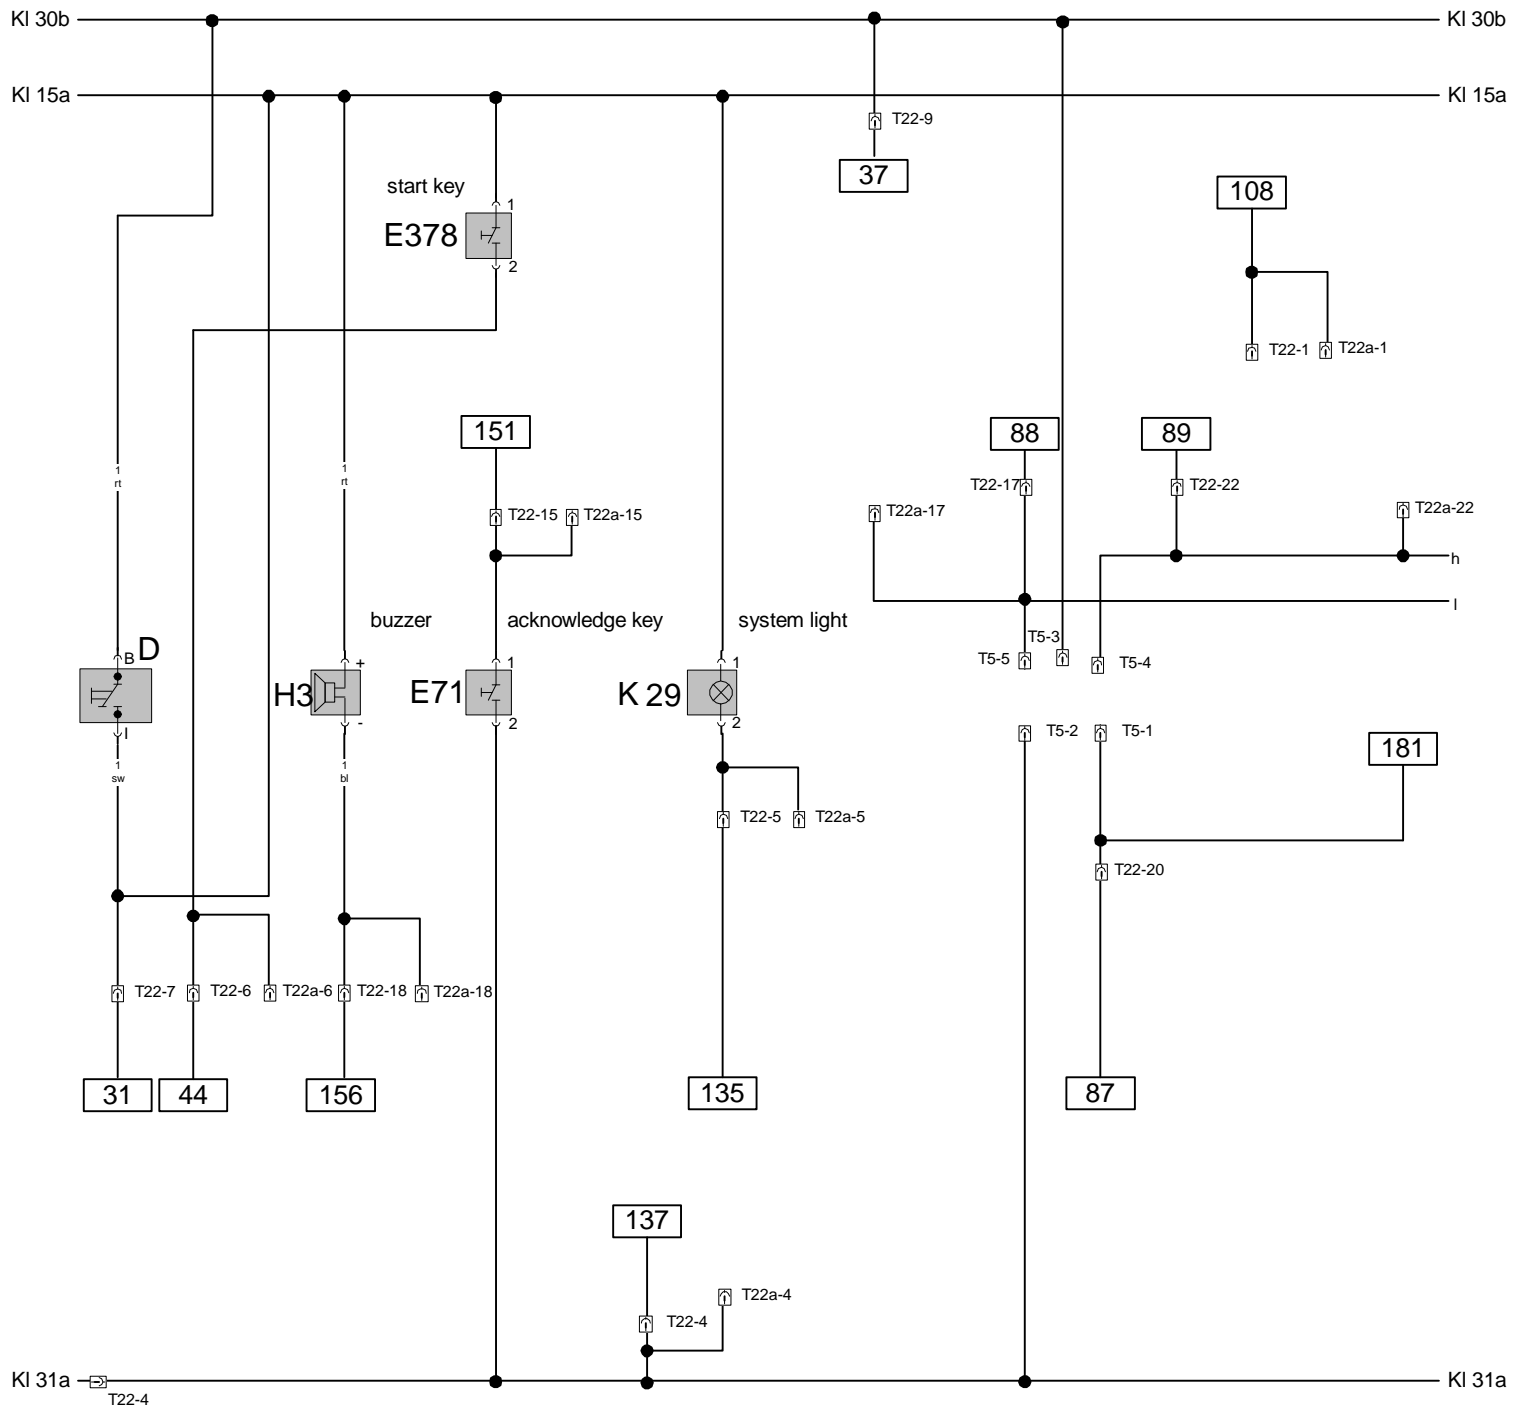 Kl 30b
Kl 30b
Kl 15a
Kl 15a
T22-9
37
108
start key
1
E378
2
T22-1
T22a-1
151
88
89
1
rt
1
rt
T22-17
T22-22
T22-15
T22a-15
T22a-17
T22a-22
h
l
buzzer
acknowledge key
system light
T5-3
B
D
T5-5
T5-4
+
1
1
H3
E71
K 29
-
2
2
I
T5-2
T5-1
181
1
sw
1
bl
T22-5
T22a-5
T22-20
T22-7
T22-6
T22a-6
T22-18
T22a-18
31
44
156
135
87
137
T22a-4
T22-4
Kl 31a
Kl 31a
T22-4